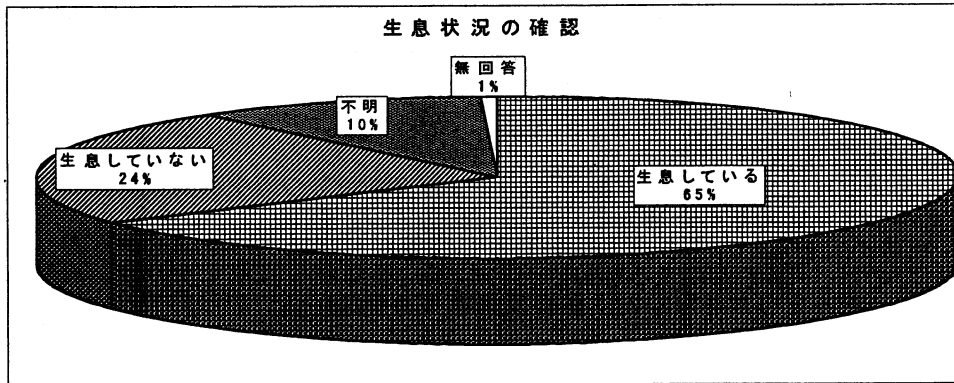 生息状況の確認
無回答
1%
不明
10%
生息していない
24%
生息している
65%